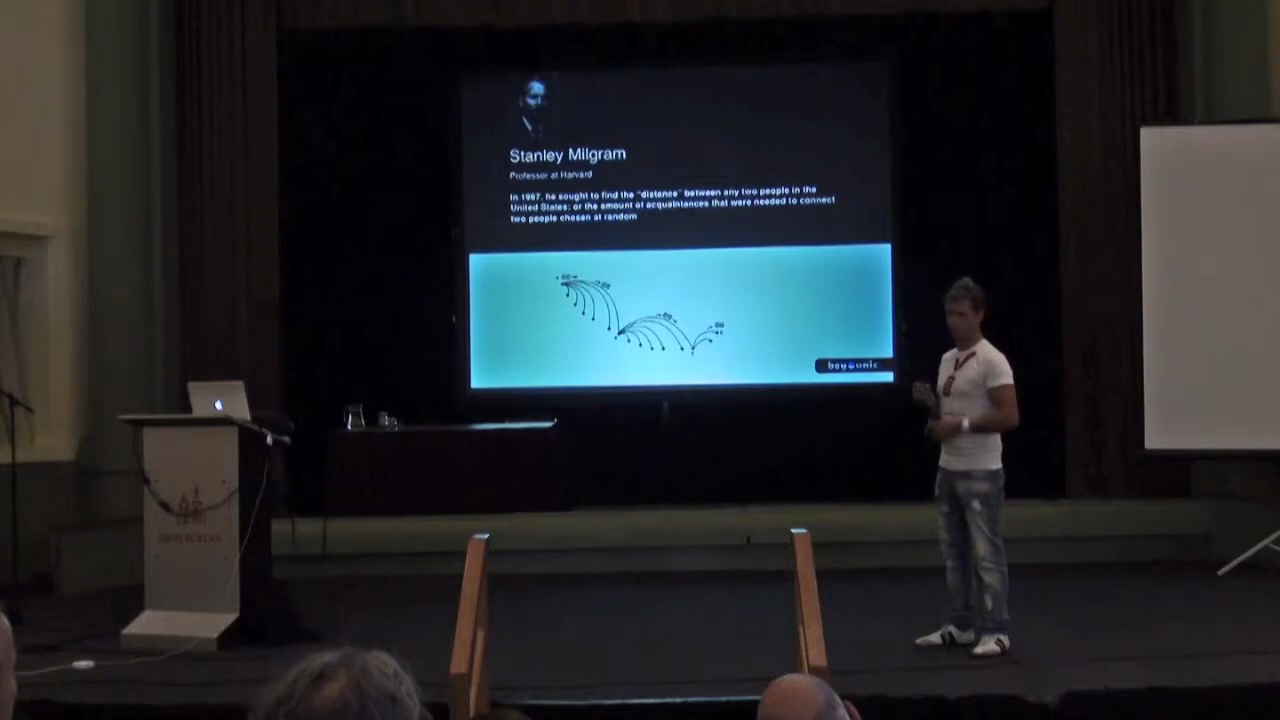 Stanley Milgram
Professor at Harvard
In 1967, he sought to find the "distance" between any two people in the
United States; or the amount of acquaintances that were needed to connect
two people chosen at random